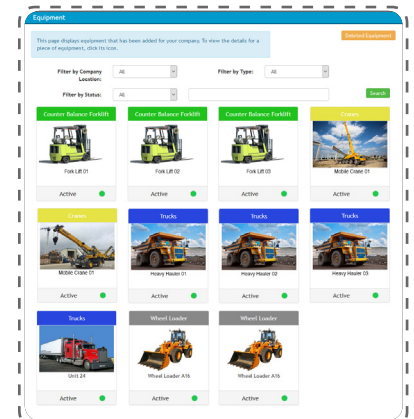 Equipment
This page displays equipment that has been added for your company. To view the details for a
piece of equipment, click its icon.
Deleted Equipment
Filter by Company Location:
All
Filter by Type:
All
Filter by Status:
All
Search
Counter Balance Forklift
Counter Balance Forklift
Counter Balance Forklift
Cranes
Fork Lift 01
Fork Lift 02
Fork Lift 03
Mobile Crane 01
Active
Active
Active
Active
Cranes
Trucks
Trucks
Trucks
Mobile Crane 01
Heavy Hauler 01
Heavy Hauler 02
Heavy Hauler 03
Active
Active
Active
Active
Trucks
Wheel Loader
Wheel Loader
Unit 24
Wheel Loader A16
Wheel Loader A16
Active
Active
Active